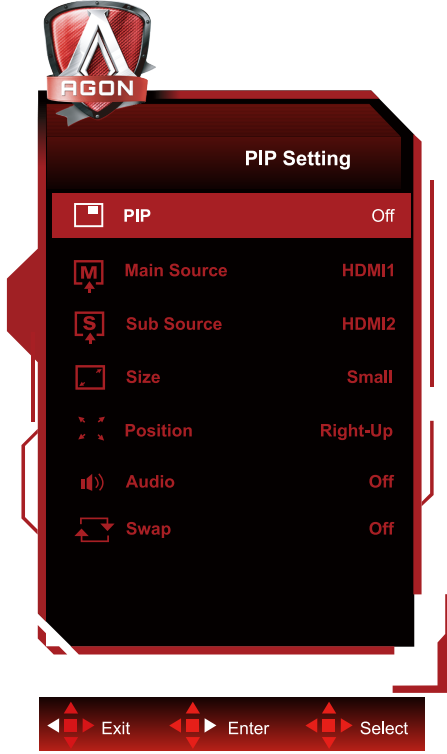 AGON
PIP Setting
PIP Off
M Main Source HDMI1
S Sub Source HDMI2
Size Small
Position Right-Up
Audio Off
Swap Off
Exit Enter Select